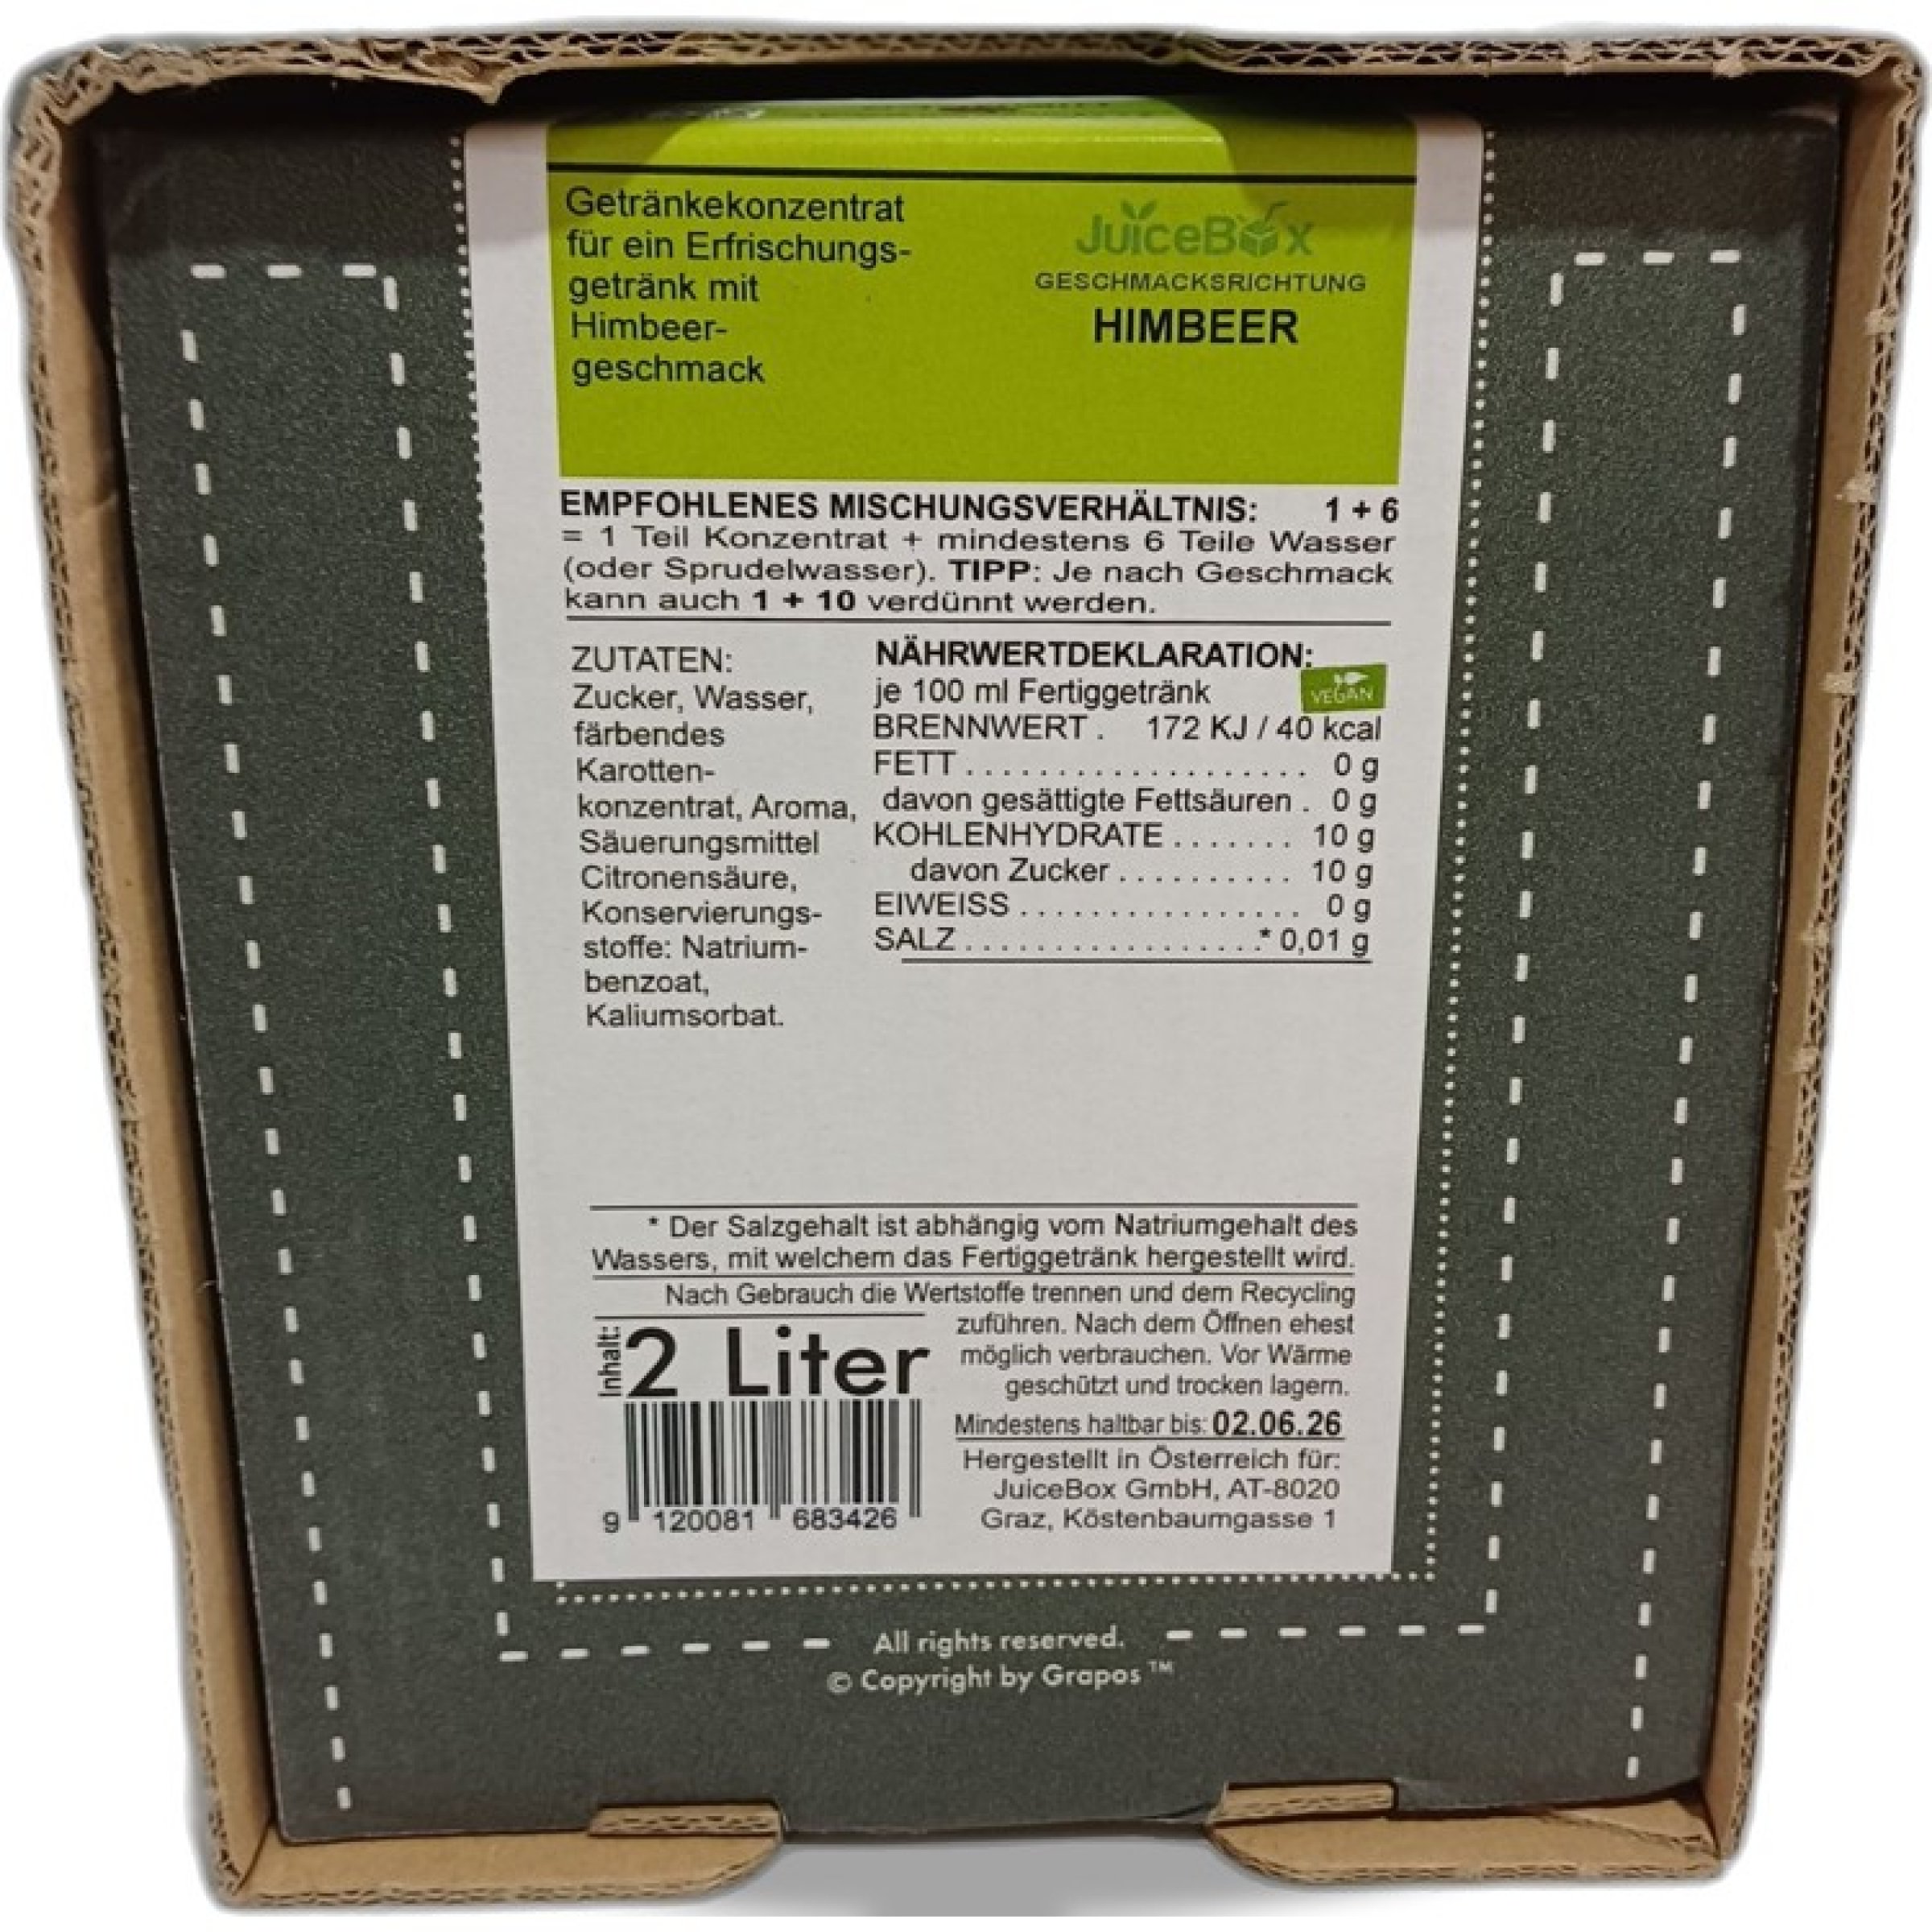 Getränkekonzentrat
für ein Erfrischungs-
getränk mit
Himbeer-
geschmack
JuiceBox
GESCHMACKSRICHTUNG
HIMBEER
EMPFOHLENES MISCHUNGSVERHÄLTNIS: 1 + 6
= 1 Teil Konzentrat + mindestens 6 Teile Wasser
(oder Sprudelwasser). TIPP: Je nach Geschmack
kann auch 1 + 10 verdünnt werden.
ZUTATEN:
Zucker, Wasser,
färbendes
Karotten-
konzentrat, Aroma,
Säuerungsmittel
Citronensäure,
Konservierungs-
stoffe: Natrium-
benzoat,
Kaliumsorbat.
NÄHRWERTDEKLARATION:
je 100 ml Fertiggetränk
VEGAN
BRENNWERT . 172 KJ / 40 kcal
FETT . . . . . . . . . . . . . . . . . . . 0 g
davon gesättigte Fettsäuren . 0 g
KOHLENHYDRATE . . . . . . . 10 g
davon Zucker . . . . . . . . . . 10 g
EIWEISS . . . . . . . . . . . . . . . . 0 g
SALZ . . . . . . . . . . . . . . . . .* 0,01 g
* Der Salzgehalt ist abhängig vom Natriumgehalt des
Wassers, mit welchem das Fertiggetränk hergestellt wird.
Nach Gebrauch die Wertstoffe trennen und dem Recycling
zuführen. Nach dem Öffnen ehest
möglich verbrauchen. Vor Wärme
geschützt und trocken lagern.
Inhalt: 2 Liter
Mindestens haltbar bis: 02.06.26
Hergestellt in Österreich für:
JuiceBox GmbH, AT-8020
Graz, Köstenbaumgasse 1
9 120081 683426
All rights reserved.
© Copyright by Grapos ™